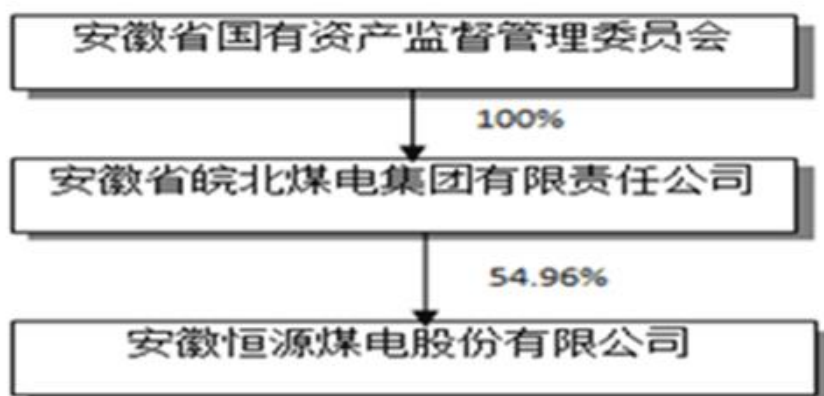 安徽省国有资产监督管理委员会
100%
安徽省皖北煤电集团有限责任公司
54.96%
安徽恒源煤电股份有限公司